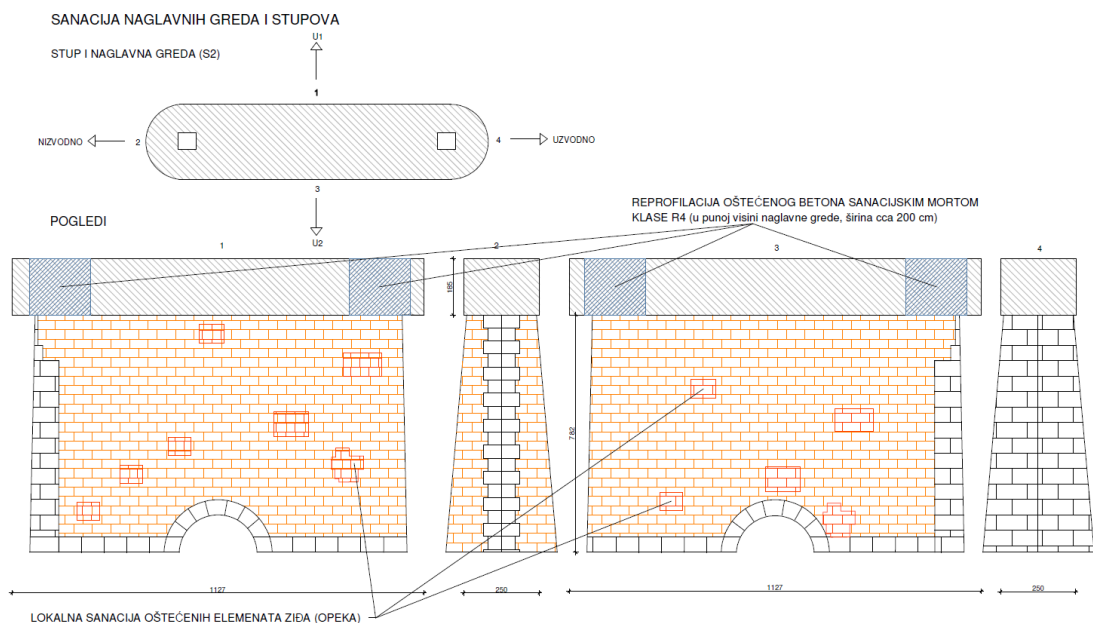 SANACIJA NAGLAVNIH GREDA I STUPOVA
U1
STUP I NAGLAVNA GREDA (S2)
1
NIZVODNO
2
4
UZVODNO
3
REPROFILACIJA OŠTEĆENOG BETONA SANACIJSKIM MORTOM
KLASE R4 (u punoj visini naglavne grede, širina cca 200 cm)
POGLEDI
U2
1
2
3
4
185
782
1127
250
1127
250
LOKALNA SANACIJA OŠTEĆENIH ELEMENATA ZIĐA (OPEKA)